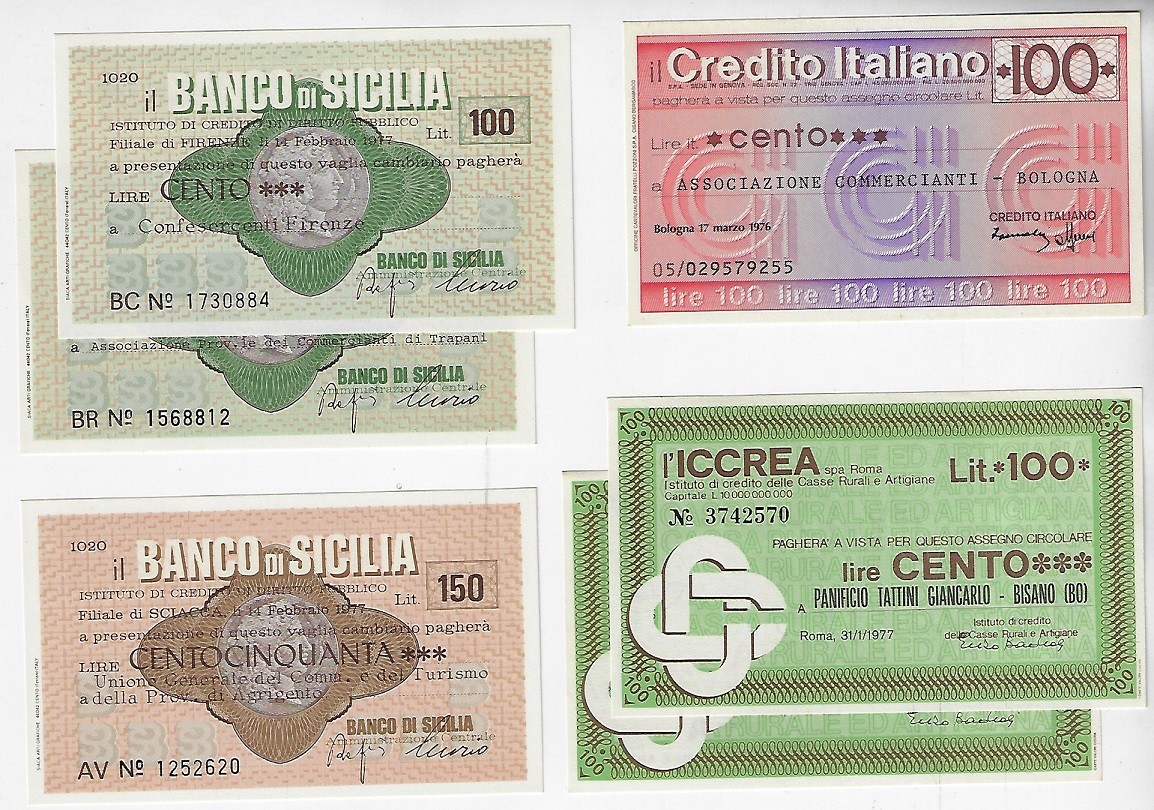 1020
il BANCO DI SICILIA
ISTITUTO DI CREDITO DI DIRITTO PUBBLICO
Filiale di FIRENZE, li 14 Febbraio 1977
Lit. 100
a presentazione di questo vaglia cambiario pagherà
LIRE CENTO ***
a Confesercenti Firenze
BANCO DI SICILIA
Amministrazione Centrale
BC Nº 1730884
a Associazione Prov.le dei Commercianti di Trapani
BANCO DI SICILIA
Amministrazione Centrale
BR Nº 1568812
1020
il BANCO DI SICILIA
ISTITUTO DI CREDITO DI DIRITTO PUBBLICO
Filiale di SCIACCA, li 14 Febbraio 1977
Lit. 150
a presentazione di questo vaglia cambiario pagherà
LIRE CENTOCINQUANTA ***
Unione Generale del Comm. e del Turismo
a della Prov. di Agrigento
BANCO DI SICILIA
Amministrazione Centrale
AV Nº 1252620
il Credito Italiano *100*
pagherà a vista per questo assegno circolare Lit.
Lire it. *cento***
a ASSOCIAZIONE COMMERCIANTI - BOLOGNA
Bologna 17 marzo 1976
CREDITO ITALIANO
05/029579255
lire 100 lire 100 lire 100 lire 100
100 100
l'ICCREA spa Roma
Istituto di credito delle Casse Rurali e Artigiane
Capitale L.10000000000
Lit.*100*
Nº 3742570
PAGHERA' A VISTA PER QUESTO ASSEGNO CIRCOLARE
lire CENTO***
A PANIFICIO TATTINI GIANCARLO - BISANO (BO)
Roma, 31/1/1977
Istituto di credito
delle Casse Rurali e Artigiane
100 100
100
100 100